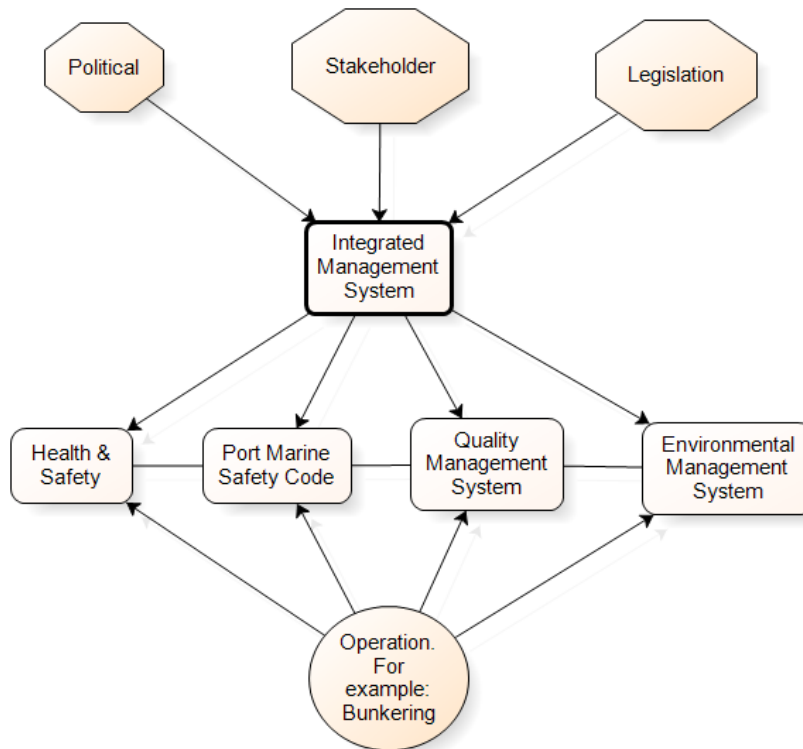 Political
Stakeholder
Legislation
Integrated
Management
System
Health &
Safety
Port Marine
Safety Code
Quality
Management
System
Environmental
Management
System
Operation.
For
example:
Bunkering